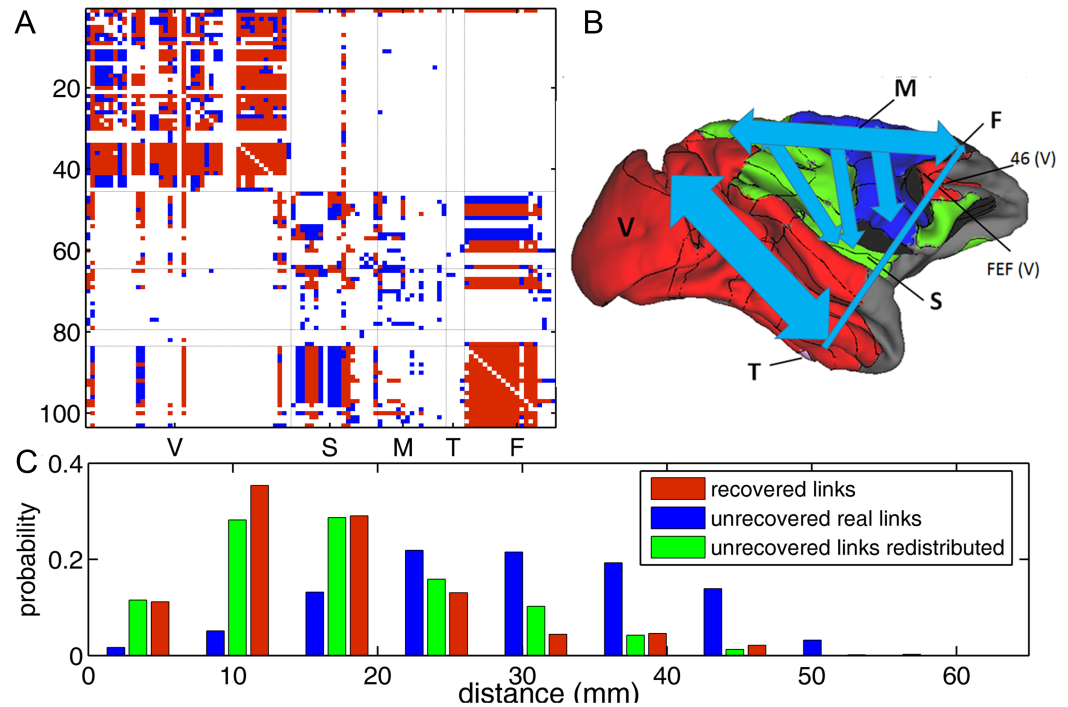 A
20
40
60
80
100
V S M T F
B
M
F
46 (V)
V
FEF (V)
S
T
C
0.4
0.2
0
probability
recovered links
unrecovered real links
unrecovered links redistributed
0 10 20 30 40 50 60
distance (mm)